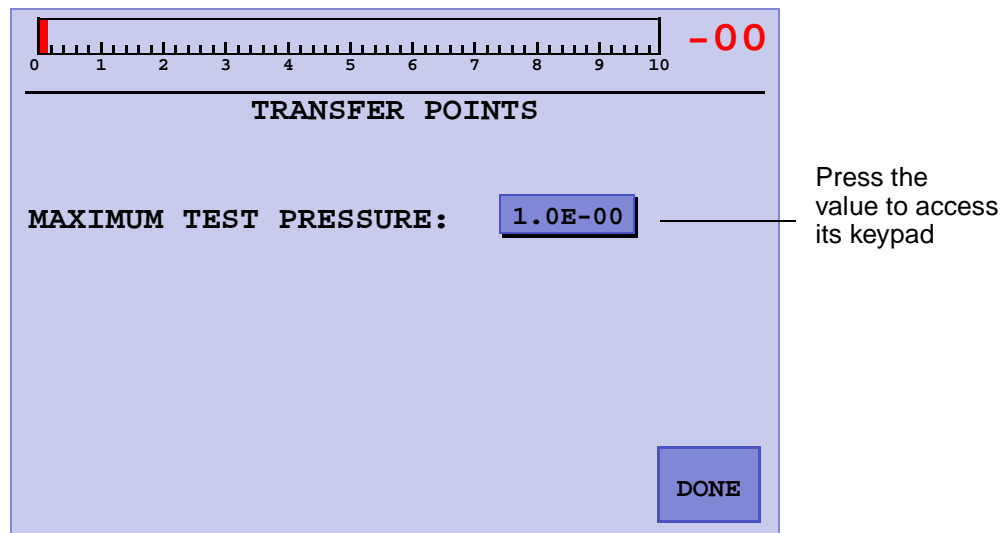 -00
0 1 2 3 4 5 6 7 8 9 10
TRANSFER POINTS
MAXIMUM TEST PRESSURE: 1.0E-00
Press the
value to access
its keypad
DONE